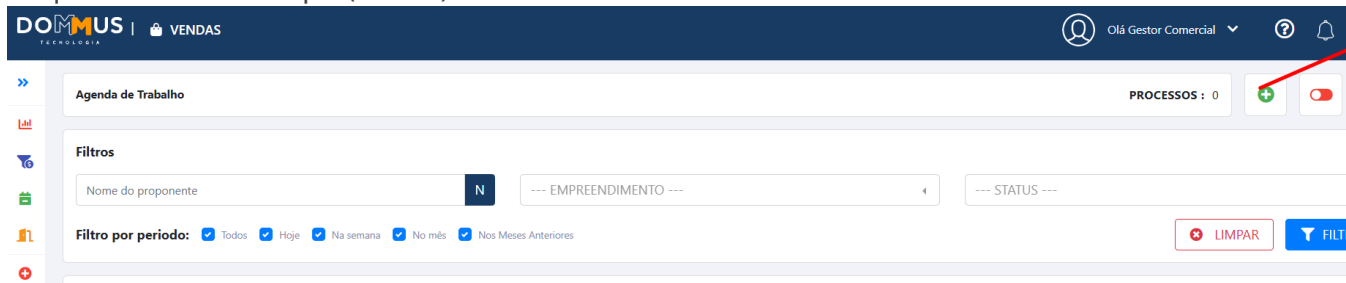 DOMMUS | VENDAS
TECNOLOGIA
Olá Gestor Comercial
Agenda de Trabalho
PROCESSOS : 0
Filtros
Nome do proponente N
--- EMPREENDIMENTO ---
--- STATUS ---
Filtro por periodo: Todos Hoje Na semana No mês Nos Meses Anteriores
LIMPAR
FILT